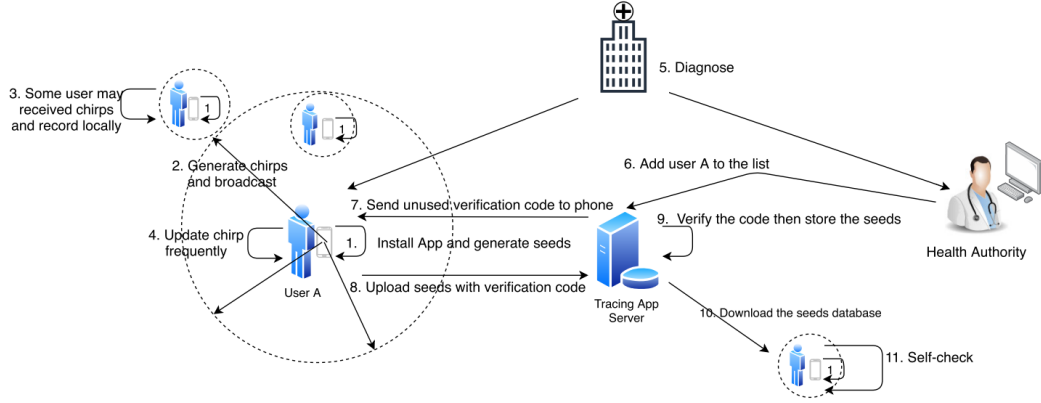 5. Diagnose
3. Some user may
received chirps
and record locally
1
1
2. Generate chirps
and broadcast
6. Add user A to the list
7. Send unused verification code to phone
9. Verify the code then store the seeds
4. Update chirp
frequently
1.
Install App and generate seeds
Health Authority
User A
8. Upload seeds with verification code
Tracing App
Server
10. Download the seeds database
11. Self-check
1